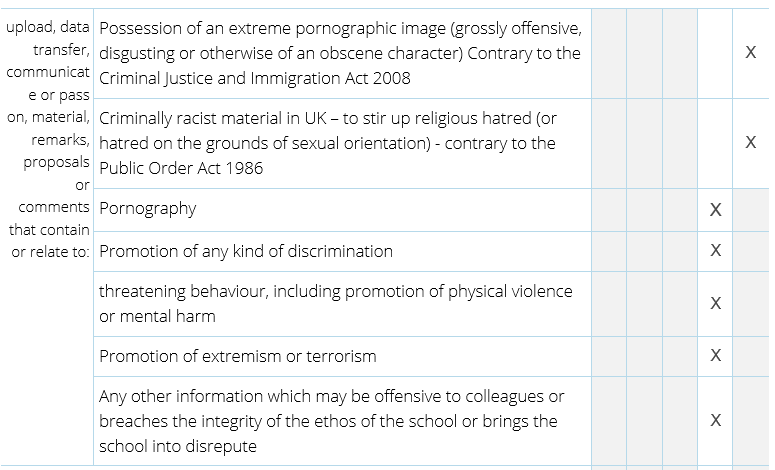 upload, data
transfer,
communicat
e or pass
on, material,
remarks,
proposals
or
comments
that contain
or relate to:
Possession of an extreme pornographic image (grossly offensive,
disgusting or otherwise of an obscene character) Contrary to the
Criminal Justice and Immigration Act 2008
X
Criminally racist material in UK – to stir up religious hatred (or
hatred on the grounds of sexual orientation) - contrary to the
Public Order Act 1986
X
Pornography
X
Promotion of any kind of discrimination
X
threatening behaviour, including promotion of physical violence
or mental harm
X
Promotion of extremism or terrorism
X
Any other information which may be offensive to colleagues or
breaches the integrity of the ethos of the school or brings the
school into disrepute
X